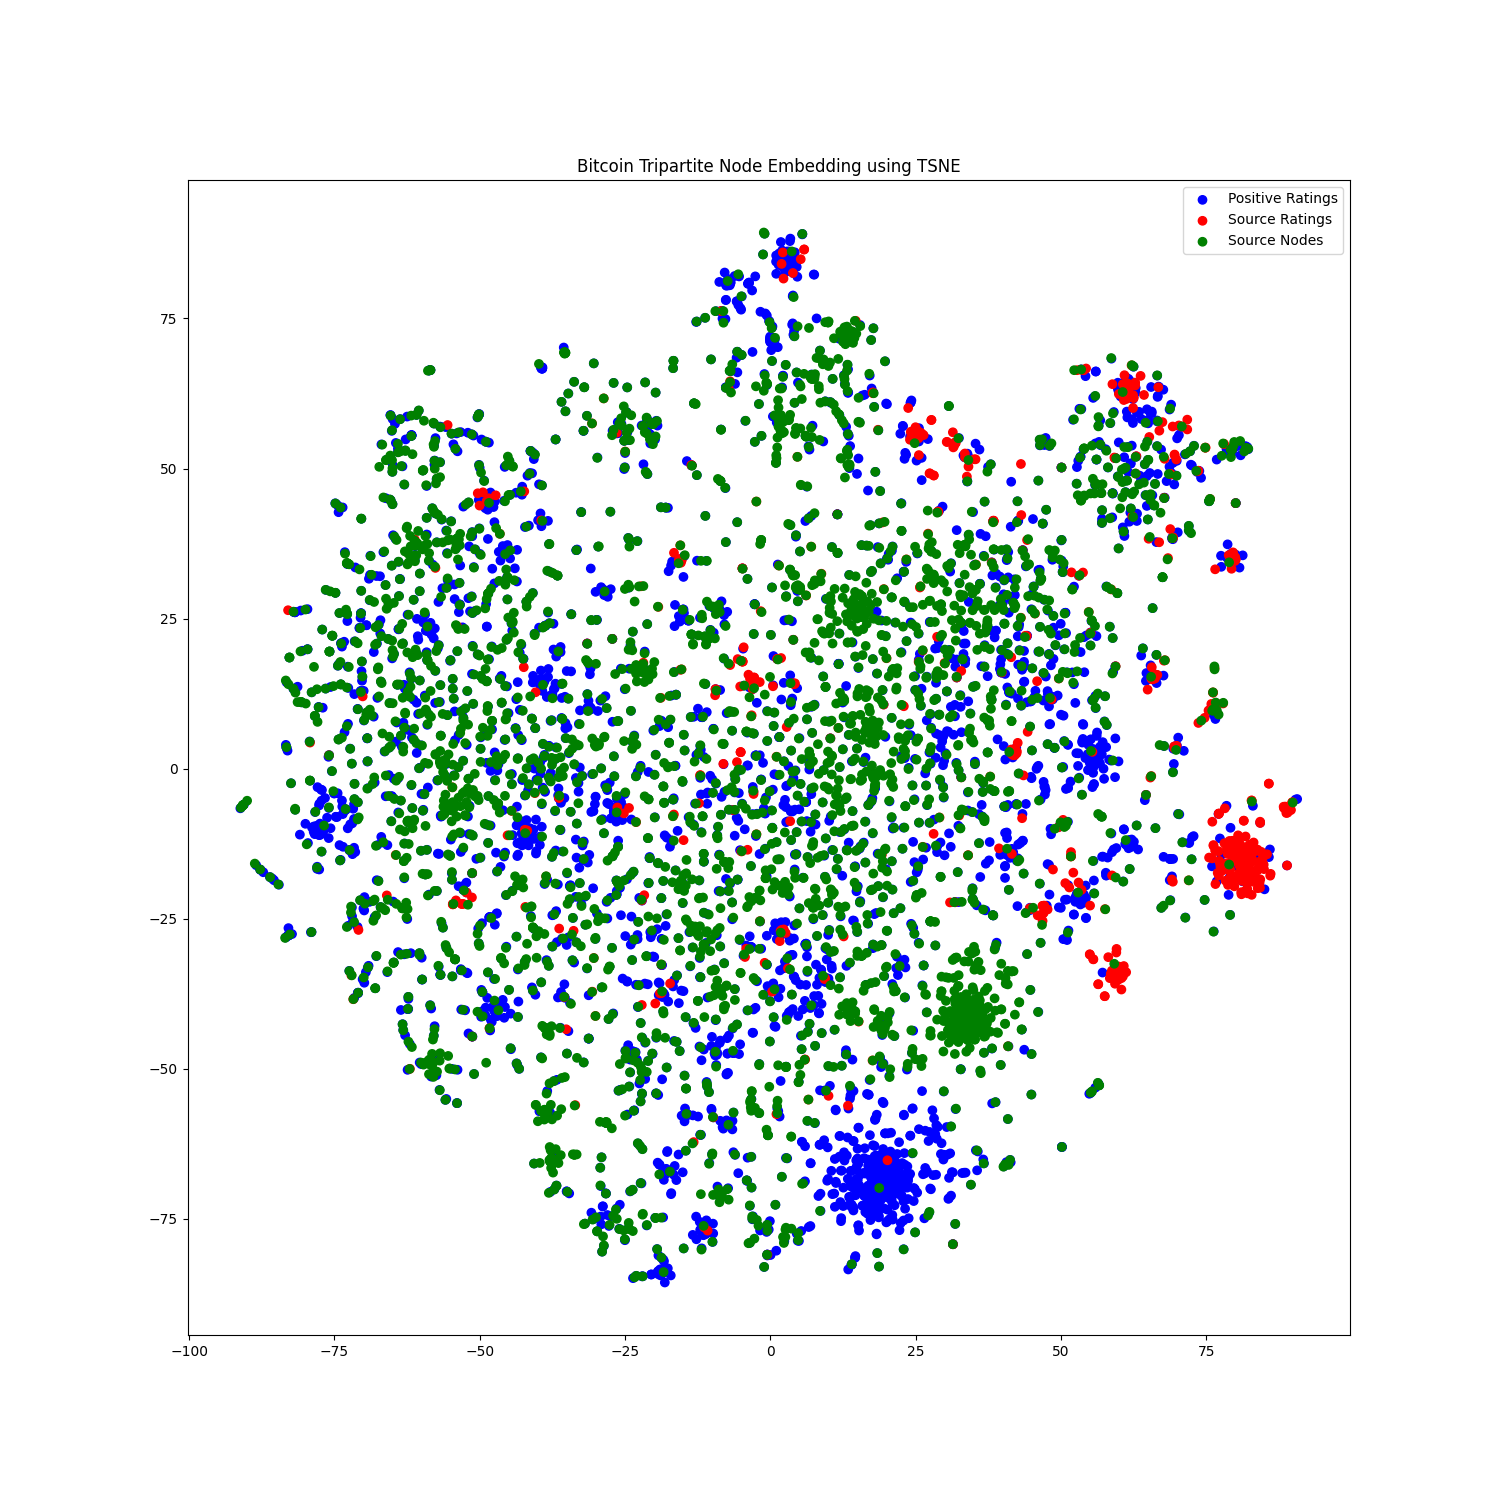 Bitcoin Tripartite Node Embedding using TSNE
Positive Ratings
Source Ratings
Source Nodes
75
50
25
0
−25
−50
−75
−100 −75 −50 −25 0 25 50 75